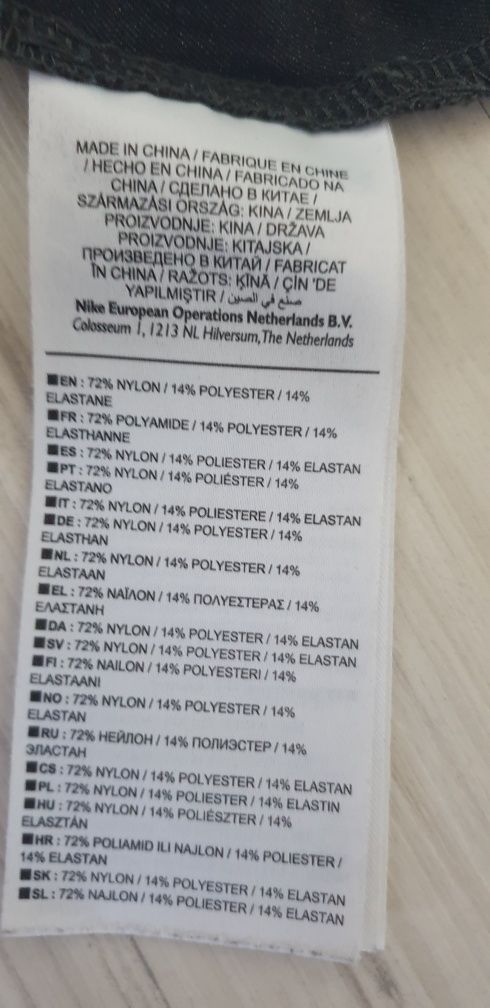 MADE IN CHINA / FABRIQUE EN CHINE
/ HECHO EN CHINA / FABRICADO NA
CHINA / СДЕЛАНО В КИТАЕ /
SZÁRMAZÁSI ORSZÁG: KINA / ZEMLJA
PROIZVODNJE: KINA / DRŽAVA
PROIZVODNJE: KITAJSKA /
ПРОИЗВЕДЕНО В КИТАЙ / FABRICAT
ÎN CHINA / RAŽOTS: ĶĪNĀ / ÇİN 'DE
YAPILMIŞTIR / صنع في الصين
Nike European Operations Netherlands B.V.
Colosseum 1, 1213 NL Hilversum, The Netherlands
EN : 72% NYLON / 14% POLYESTER / 14%
ELASTANE
FR : 72% POLYAMIDE / 14% POLYESTER / 14%
ELASTHANNE
ES : 72% NYLON / 14% POLIESTER / 14% ELASTAN
PT : 72% NYLON / 14% POLIÉSTER / 14%
ELASTANO
IT : 72% NYLON / 14% POLIESTERE / 14% ELASTAN
DE : 72% NYLON / 14% POLYESTER / 14%
ELASTHAN
NL : 72% NYLON / 14% POLYESTER / 14%
ELASTAAN
EL : 72% ΝΑΪΛΟΝ / 14% ΠΟΛΥΕΣΤΕΡΑΣ / 14%
ΕΛΑΣΤΑΝΗ
DA : 72% NYLON / 14% POLYESTER / 14% ELASTAN
SV : 72% NYLON / 14% POLYESTER / 14% ELASTAN
FI : 72% NAILON / 14% POLYESTERI / 14%
ELASTAANI
NO : 72% NYLON / 14% POLYESTER / 14%
ELASTAN
RU : 72% НЕЙЛОН / 14% ПОЛИЭСТЕР / 14%
ЭЛАСТАН
CS : 72% NYLON / 14% POLYESTER / 14% ELASTAN
PL : 72% NYLON / 14% POLIESTER / 14% ELASTIN
HU : 72% NYLON / 14% POLIÉSZTER / 14%
ELASZTÁN
HR : 72% POLIAMID ILI NAJLON / 14% POLIESTER /
14% ELASTAN
SK : 72% NYLON / 14% POLYESTER / 14% ELASTAN
SL : 72% NAJLON / 14% POLIESTER / 14% ELASTAN